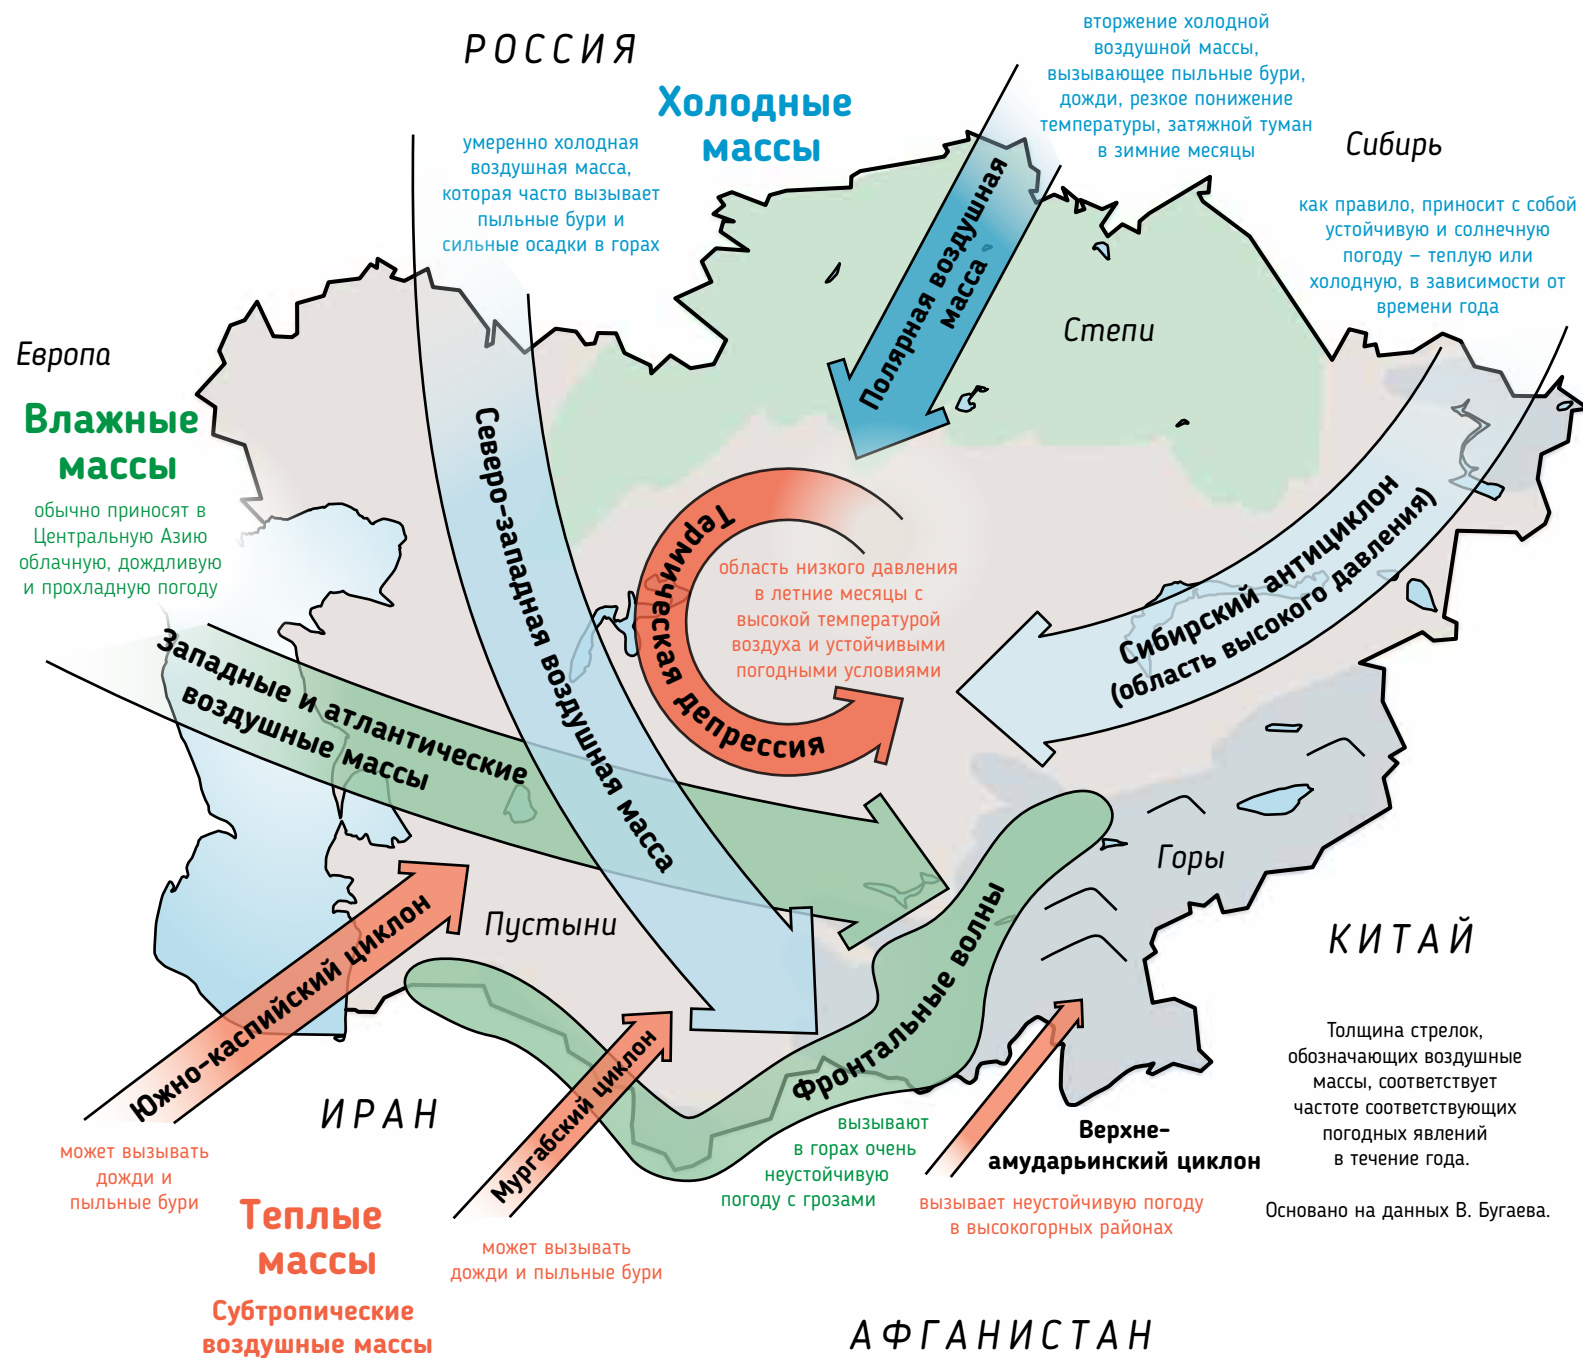 РОССИЯ
Холодные
массы
вторжение холодной
воздушной массы,
вызывающее пыльные бури,
дожди, резкое понижение
температуры, затяжной туман
в зимние месяцы
умеренно холодная
воздушная масса,
которая часто вызывает
пыльные бури и
сильные осадки в горах
Сибирь
как правило, приносит с собой
устойчивую и солнечную
погоду – теплую или
холодную, в зависимости от
времени года
Полярная воздушная
масса
Степи
Европа
Влажные
массы
обычно приносят в
Центральную Азию
облачную, дождливую
и прохладную погоду
Северо-западная воздушная масса
Термическая депрессия
область низкого давления
в летние месяцы с
высокой температурой
воздуха и устойчивыми
погодными условиями
Сибирский антициклон
(область высокого давления)
Западные и атлантические
воздушные массы
Горы
Пустыни
Южно-каспийский циклон
Фронтальные волны
КИТАЙ
ИРАН
Мургабский циклон
вызывают
в горах очень
неустойчивую
погоду с грозами
Верхне-
амударьинский циклон
вызывает неустойчивую погоду
в высокогорных районах
Толщина стрелок,
обозначающих воздушные
массы, соответствует
частоте соответствующих
погодных явлений
в течение года.
Основано на данных В. Бугаева.
может вызывать
дожди и
пыльные бури
Теплые
массы
Субтропические
воздушные массы
может вызывать
дожди и пыльные бури
АФГАНИСТАН